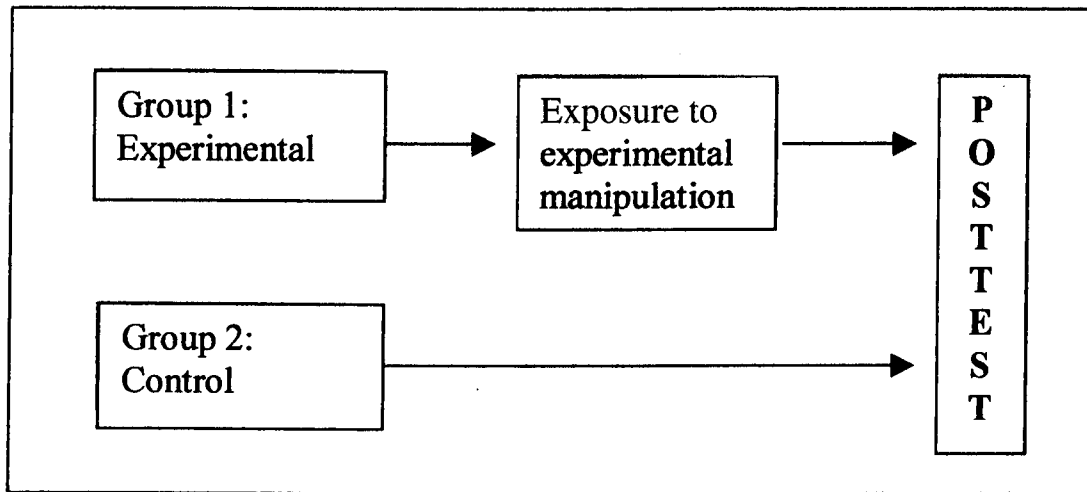 Group 1:
Experimental
Exposure to
experimental
manipulation
Group 2:
Control
P
O
S
T
T
E
S
T